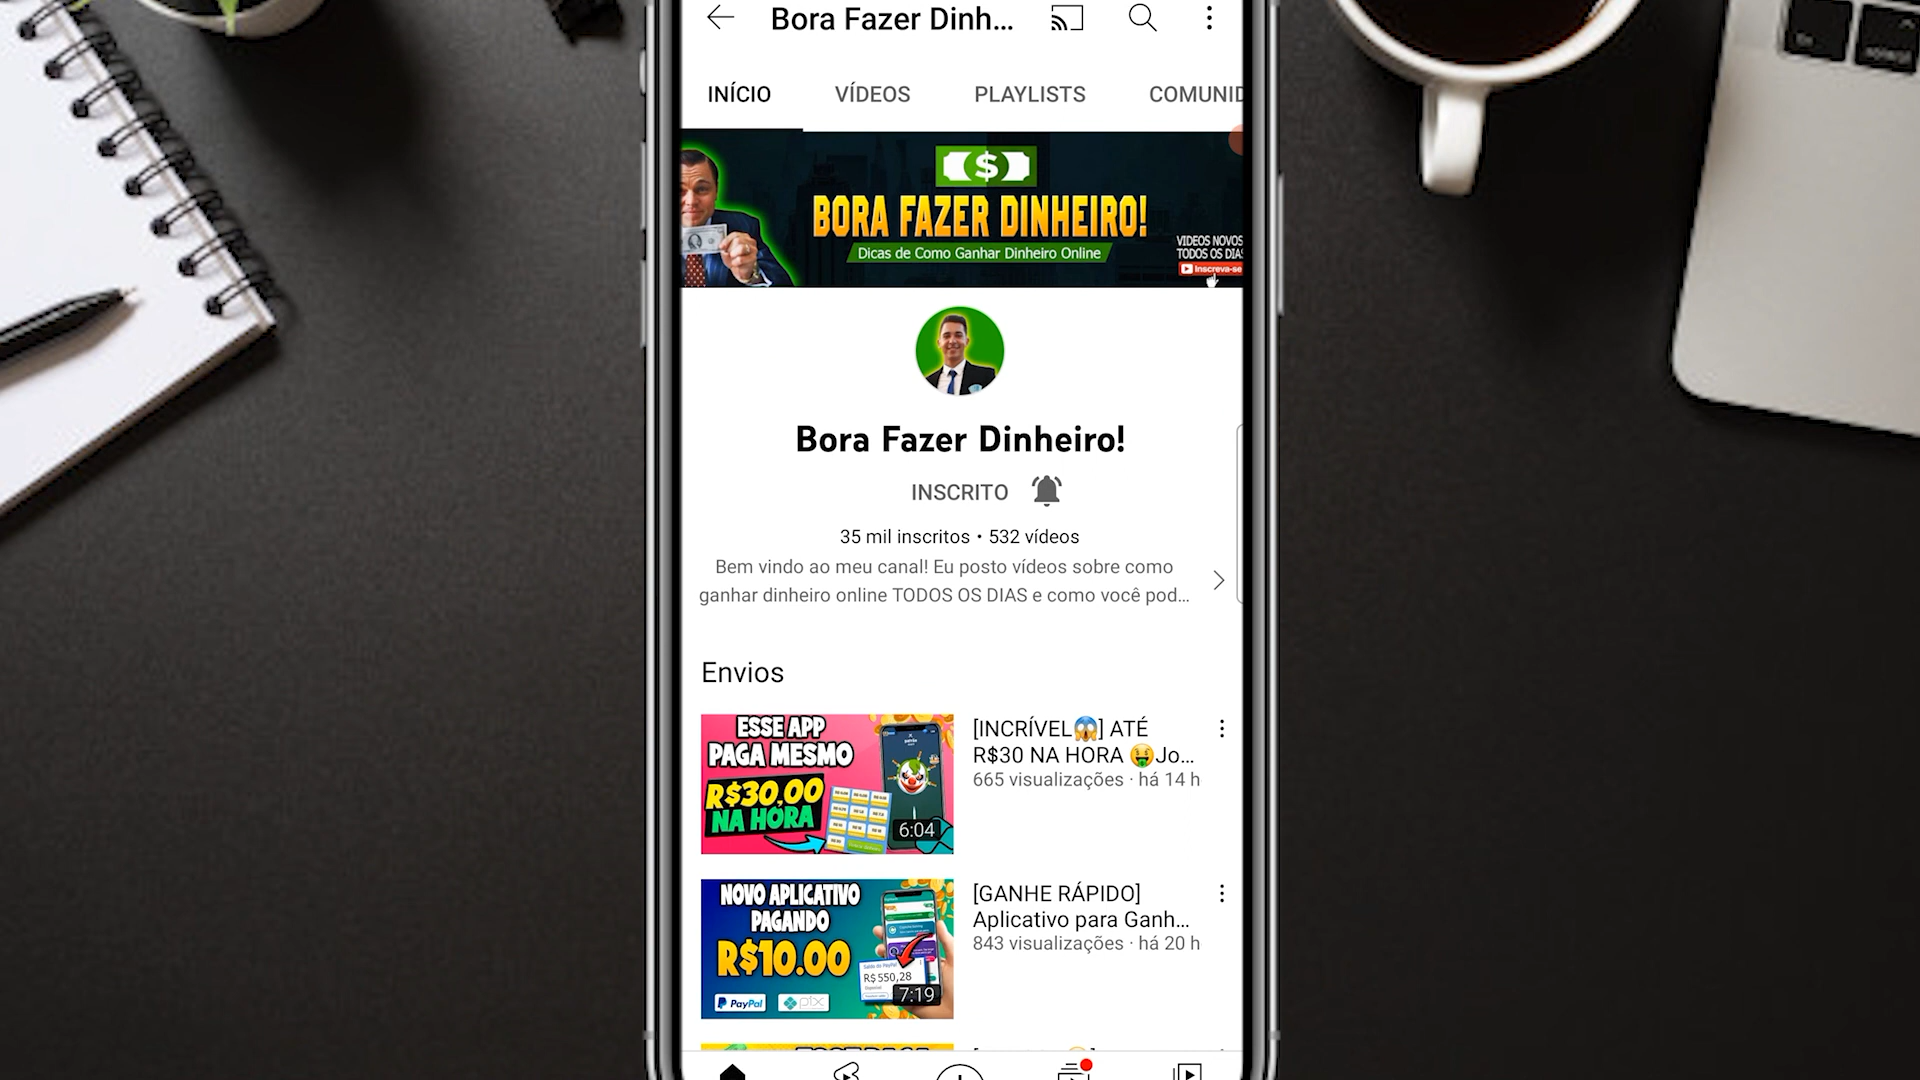 Bora Fazer Dinh...
INÍCIO
VÍDEOS
PLAYLISTS
COMUNID
$
BORA FAZER DINHEIRO!
Dicas de Como Ganhar Dinheiro Online
VIDEOS NOVOS
TODOS OS DIAS
Inscreva-se
Bora Fazer Dinheiro!
INSCRITO
35 mil inscritos • 532 vídeos
Bem vindo ao meu canal! Eu posto vídeos sobre como
ganhar dinheiro online TODOS OS DIAS e como você pod...
Envios
ESSE APP
PAGA MESMO
R$30,00
NA HORA
6:04
[INCRÍVEL😱] ATÉ
R$30 NA HORA 🤑Jo...
665 visualizações · há 14 h
NOVO APLICATIVO
PAGANDO
R$10.00
PayPal
pix
R$550,28
7:19
[GANHE RÁPIDO]
Aplicativo para Ganh...
843 visualizações · há 20 h